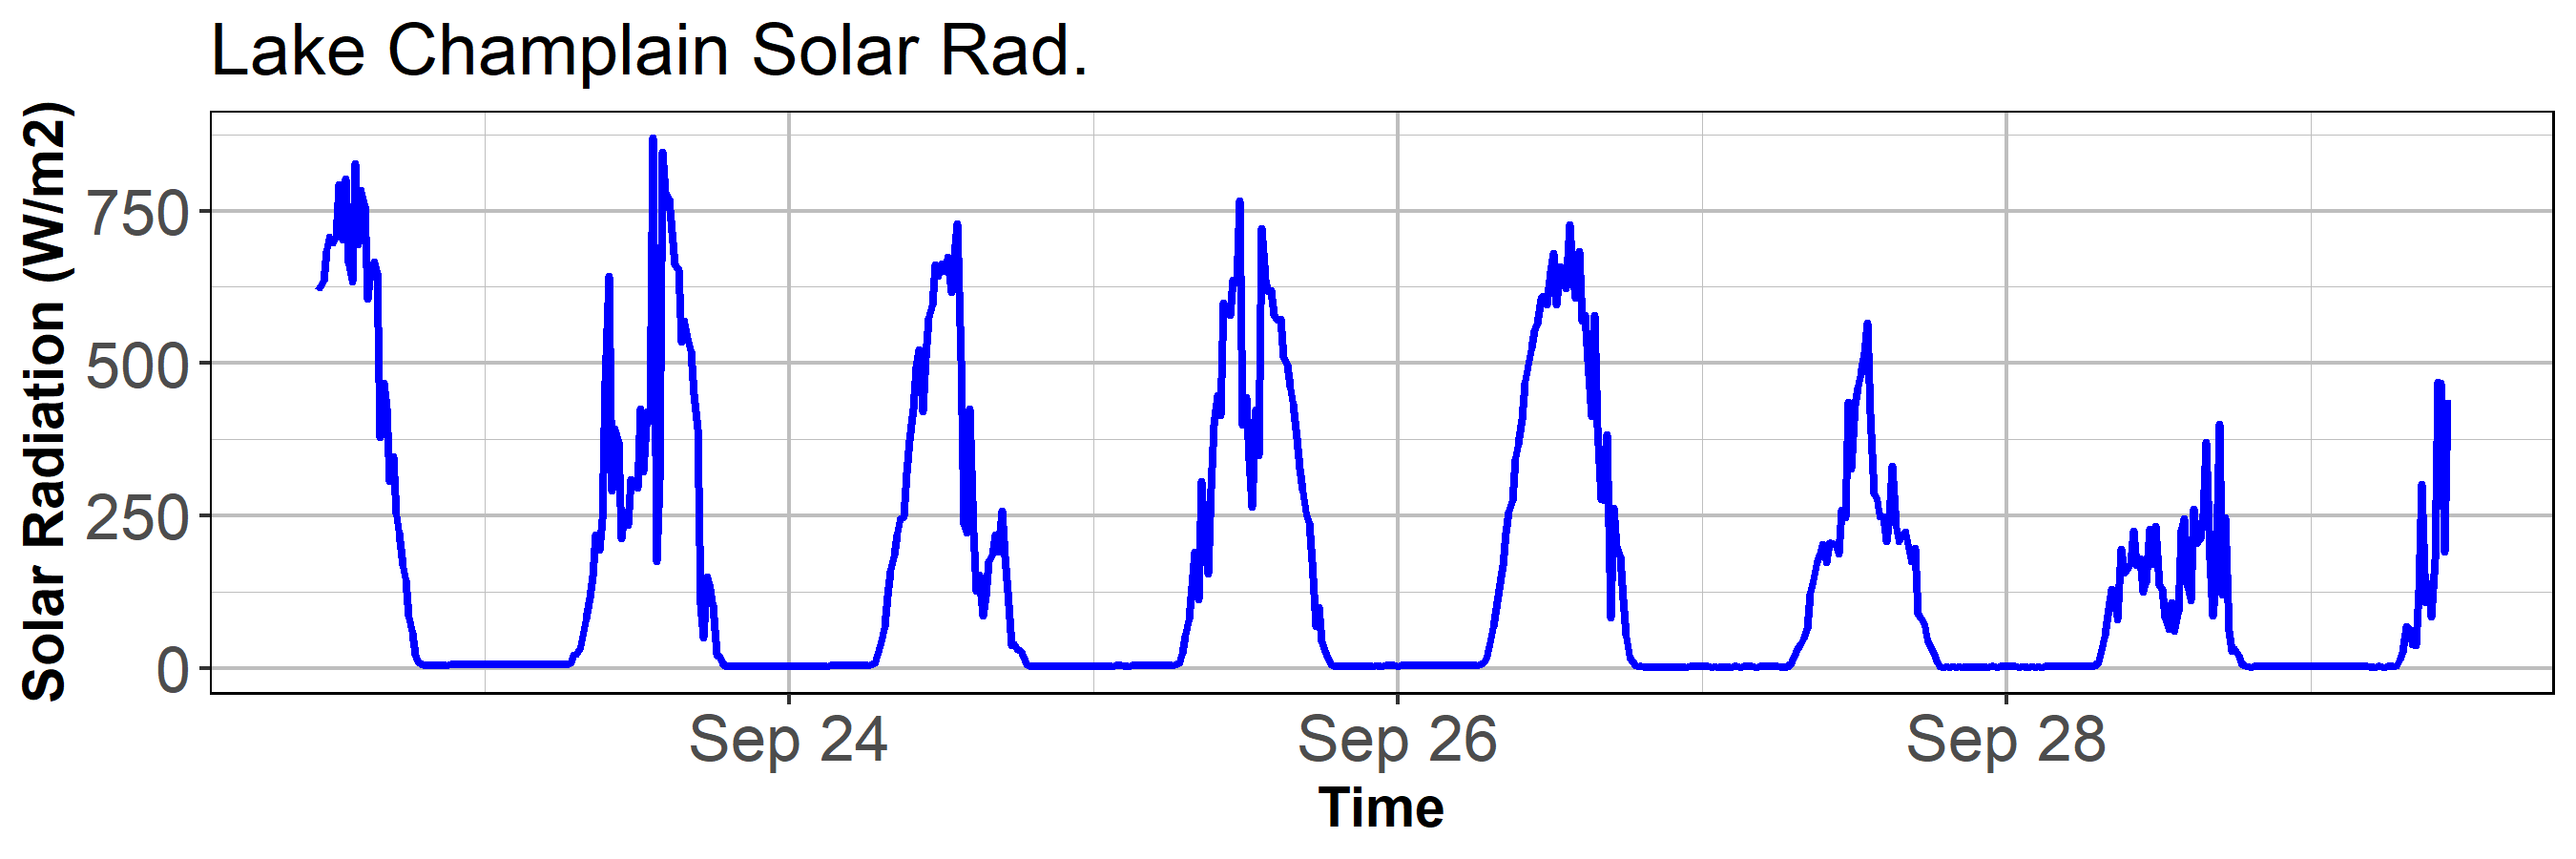 Lake Champlain Solar Rad.
Solar Radiation (W/m2)
750
500
250
0
Sep 24
Sep 26
Sep 28
Time